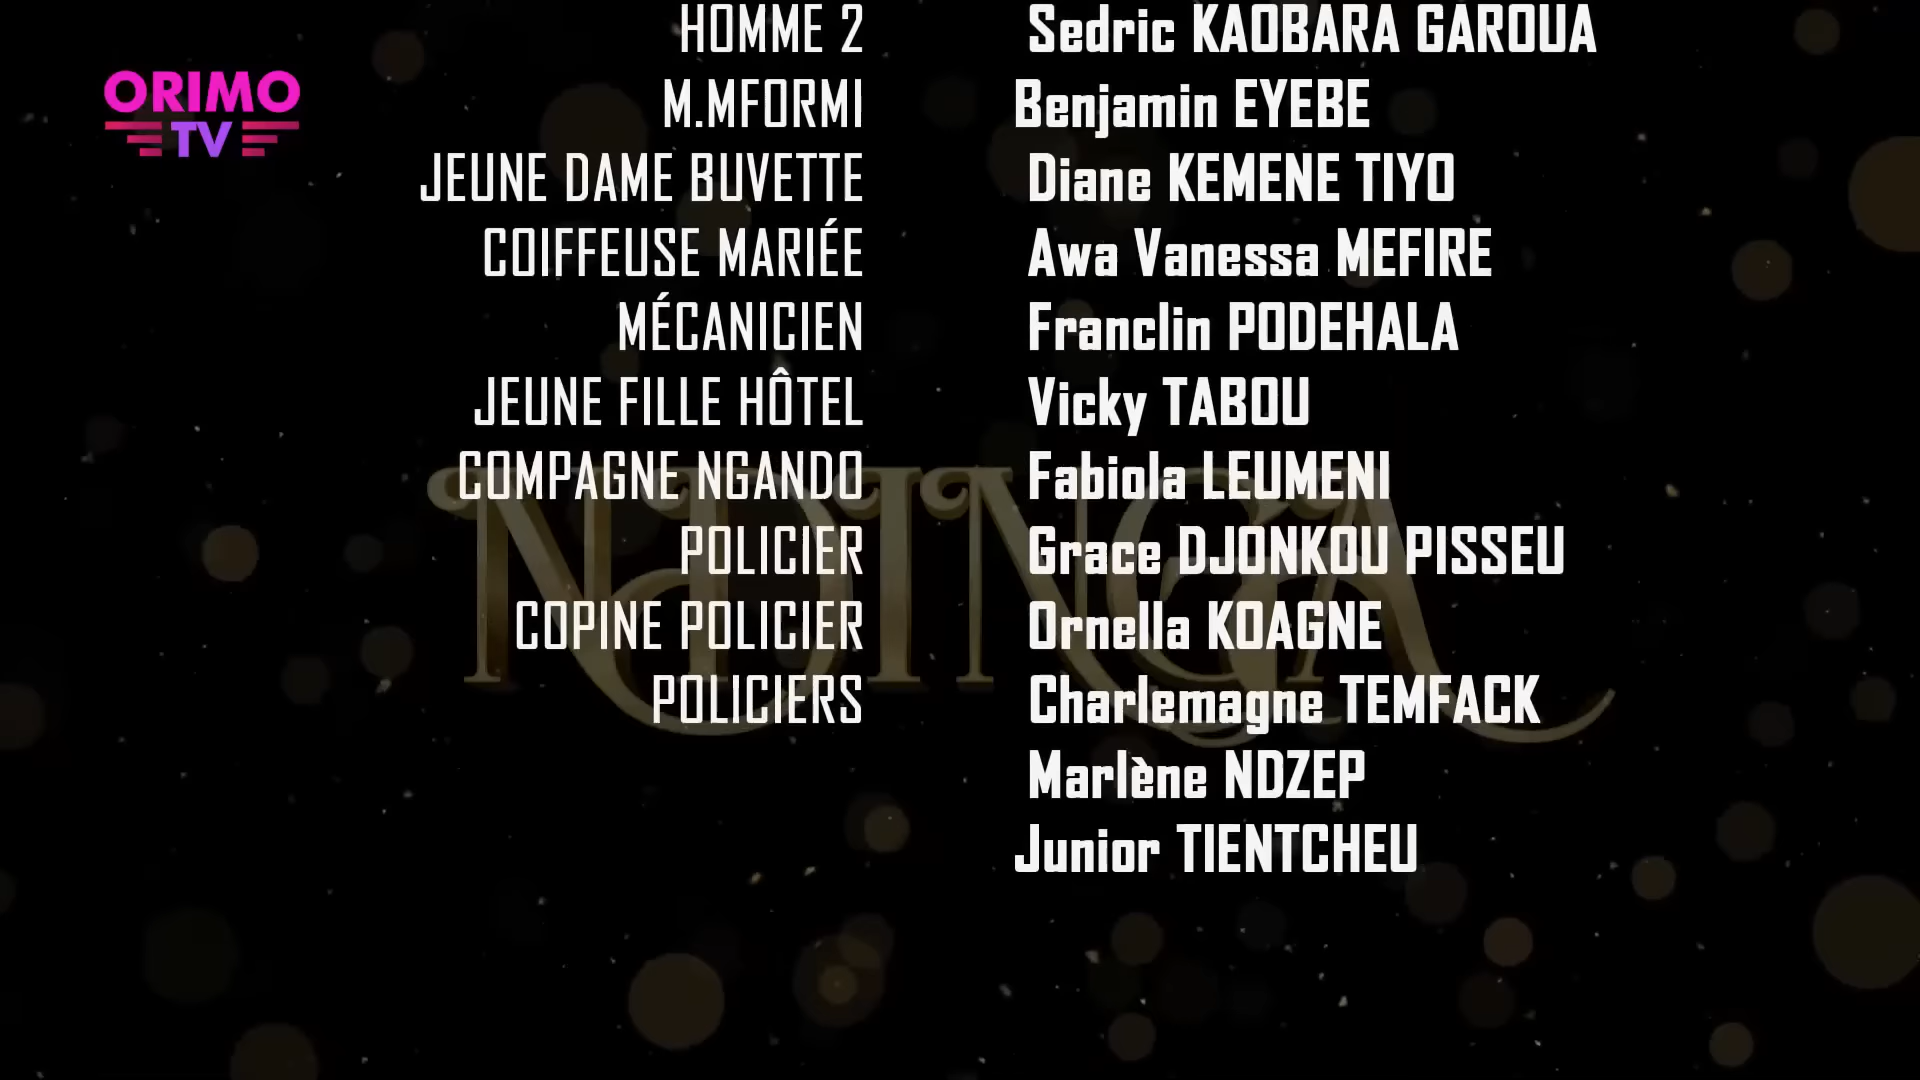 HOMME 2 Sedric KAOBARA GAROUA
ORIMO
TV
M.MFORMI Benjamin EYEBE
JEUNE DAME BUVETTE Diane KEMENE TIYO
COIFFEUSE MARIÉE Awa Vanessa MEFIRE
MÉCANICIEN Franclin PODEHALA
JEUNE FILLE HÔTEL Vicky TABOU
COMPAGNE NGANDO Fabiola LEUMENI
NDINGA
POLICIER Grace DJONKOU PISSEU
COPINE POLICIER Ornella KOAGNE
POLICIERS Charlemagne TEMFACK
Marlène NDZEP
Junior TIENTCHEU